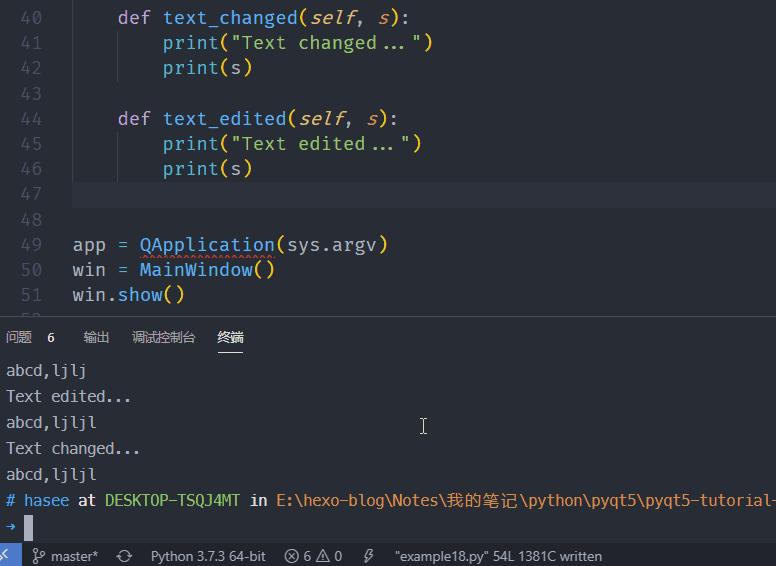 40 def text_changed(self, s):
41 print("Text changed...")
42 print(s)
43
44 def text_edited(self, s):
45 print("Text edited...")
46 print(s)
47
48
49 app = QApplication(sys.argv)
50 win = MainWindow()
51 win.show()
问题 6 输出 调试控制台 终端
abcd,ljlj
Text edited...
abcd,ljljl
Text changed...
abcd,ljljl
# hasee at DESKTOP-TSQJ4MT in E:\hexo-blog\Notes\我的笔记\python\pyqt5\pyqt5-tutorial-
→
master* Python 3.7.3 64-bit 6 0 "example18.py" 54L 1381C written